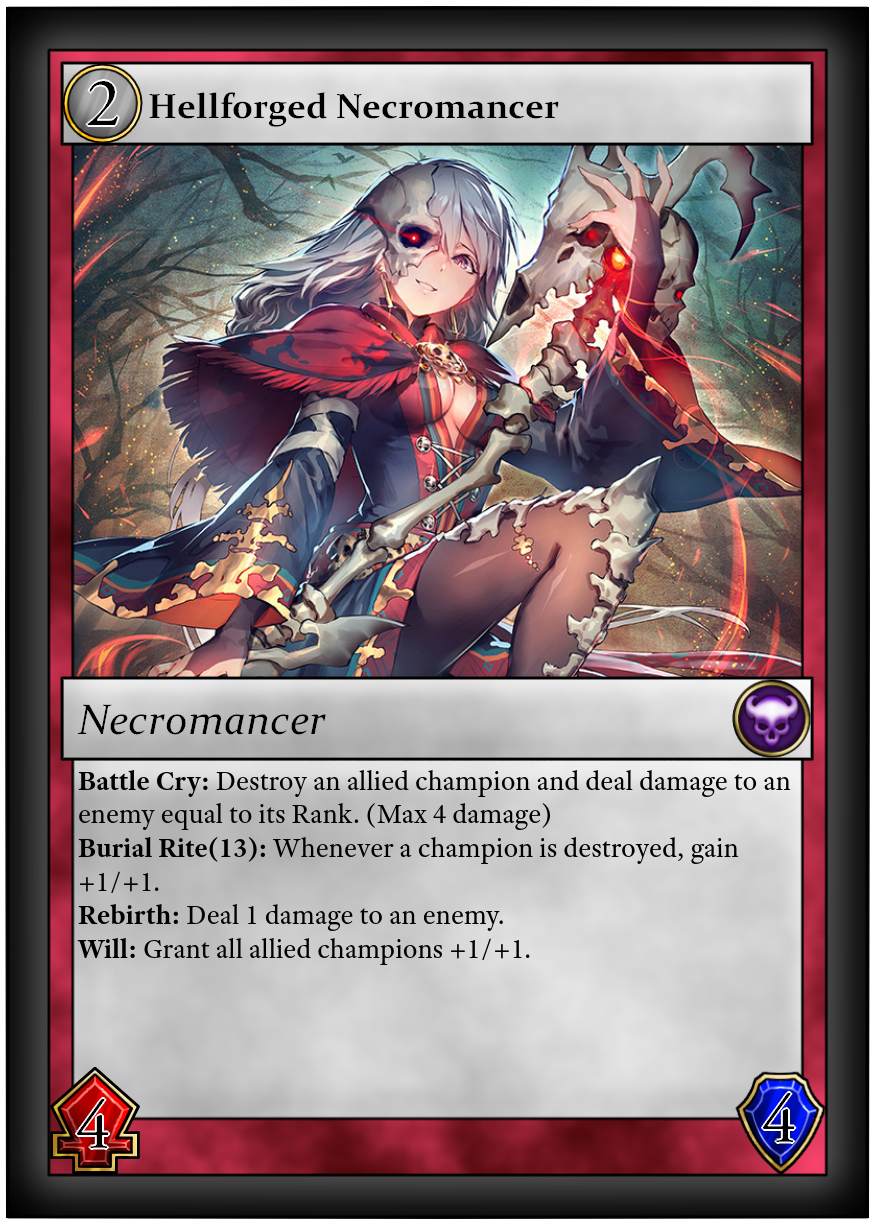 2
Hellforged Necromancer
Necromancer
Battle Cry: Destroy an allied champion and deal damage to an
enemy equal to its Rank. (Max 4 damage)
Burial Rite(13): Whenever a champion is destroyed, gain
+1/+1.
Rebirth: Deal 1 damage to an enemy.
Will: Grant all allied champions +1/+1.
4
4